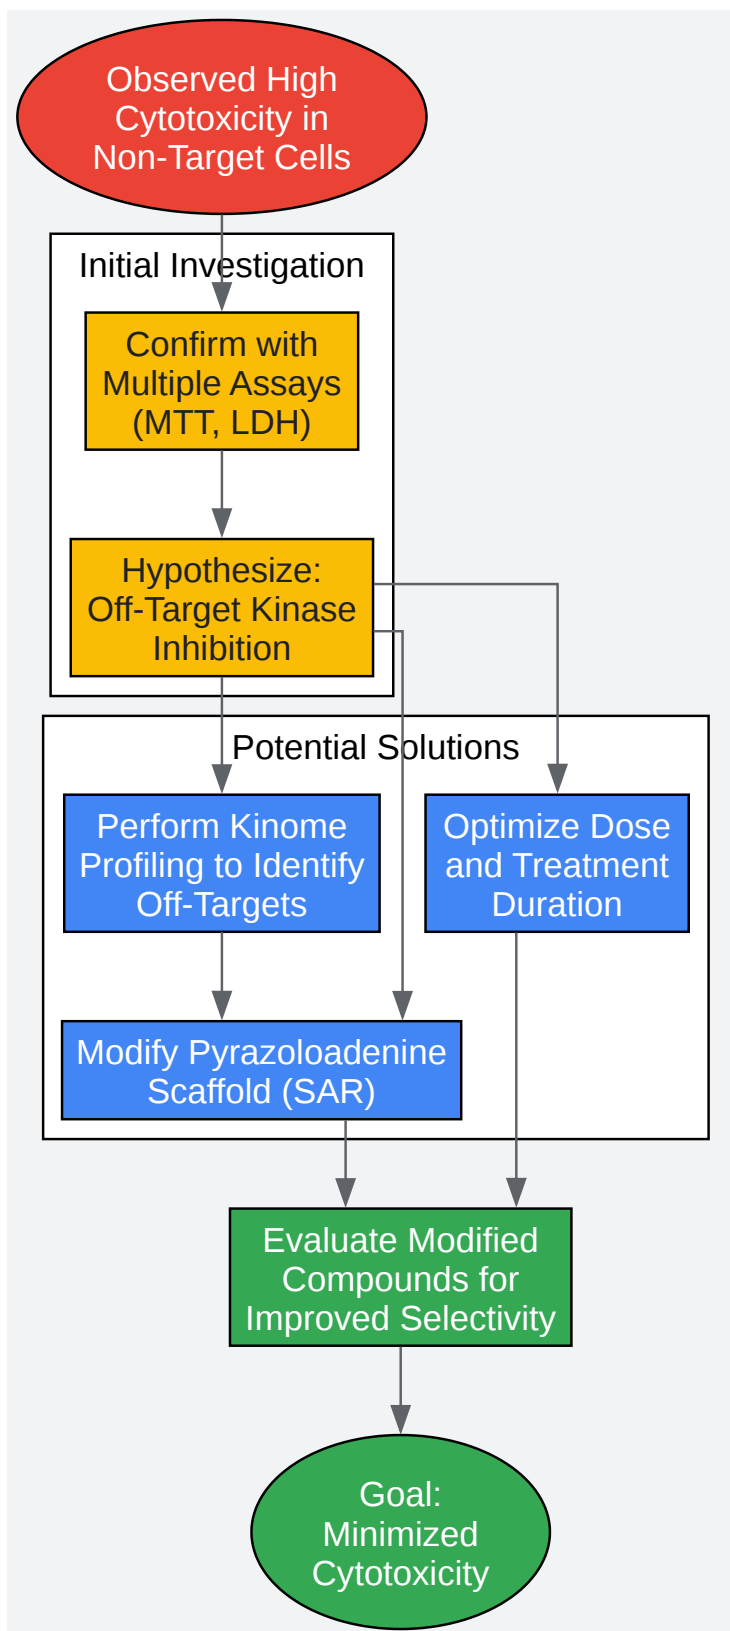 Observed High
Cytotoxicity in
Non-Target Cells
Initial Investigation
Confirm with
Multiple Assays
(MTT, LDH)
Hypothesize:
Off-Target Kinase
Inhibition
Potential Solutions
Perform Kinome
Profiling to Identify
Off-Targets
Optimize Dose
and Treatment
Duration
Modify Pyrazoloadenine
Scaffold (SAR)
Evaluate Modified
Compounds for
Improved Selectivity
Goal:
Minimized
Cytotoxicity